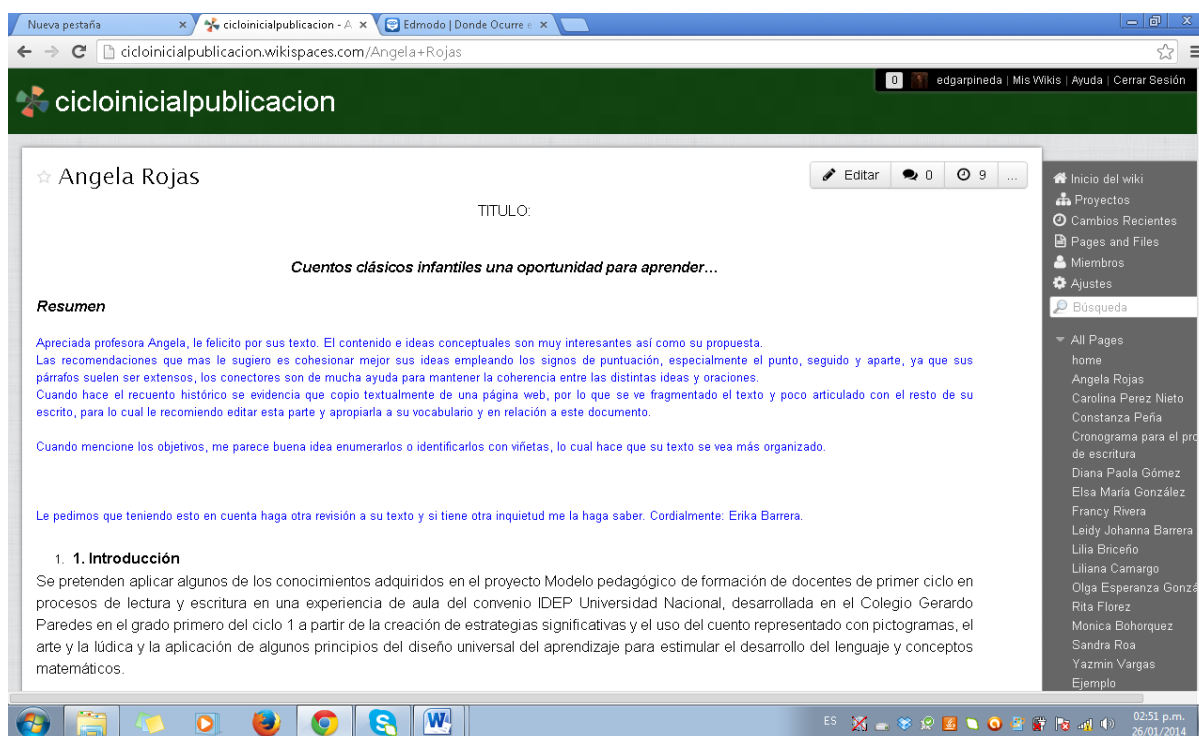 Nueva pestaña
cicloinicialpublicacion - A
Edmodo | Donde Ocurre e
cicloinicialpublicacion.wikispaces.com/Angela+Rojas
0 edgarpineda | Mis Wikis | Ayuda | Cerrar Sesión
cicloinicialpublicacion
Angela Rojas
Editar 0 9 ...
TITULO:
Cuentos clásicos infantiles una oportunidad para aprender…
Resumen
Apreciada profesora Angela, le felicito por sus texto. El contenido e ideas conceptuales son muy interesantes así como su propuesta.
Las recomendaciones que mas le sugiero es cohesionar mejor sus ideas empleando los signos de puntuación, especialmente el punto, seguido y aparte, ya que sus
párrafos suelen ser extensos, los conectores son de mucha ayuda para mantener la coherencia entre las distintas ideas y oraciones.
Cuando hace el recuento histórico se evidencia que copio textualmente de una página web, por lo que se ve fragmentado el texto y poco articulado con el resto de su
escrito, para lo cual le recomiendo editar esta parte y apropiarla a su vocabulario y en relación a este documento.
Cuando mencione los objetivos, me parece buena idea enumerarlos o identificarlos con viñetas, lo cual hace que su texto se vea más organizado.
Le pedimos que teniendo esto en cuenta haga otra revisión a su texto y si tiene otra inquietud me la haga saber. Cordialmente: Erika Barrera.
1. 1. Introducción
Se pretenden aplicar algunos de los conocimientos adquiridos en el proyecto Modelo pedagógico de formación de docentes de primer ciclo en
procesos de lectura y escritura en una experiencia de aula del convenio IDEP Universidad Nacional, desarrollada en el Colegio Gerardo
Paredes en el grado primero del ciclo 1 a partir de la creación de estrategias significativas y el uso del cuento representado con pictogramas, el
arte y la lúdica y la aplicación de algunos principios del diseño universal del aprendizaje para estimular el desarrollo del lenguaje y conceptos
matemáticos.
Inicio del wiki
Proyectos
Cambios Recientes
Pages and Files
Miembros
Ajustes
Búsqueda
All Pages
home
Angela Rojas
Carolina Perez Nieto
Constanza Peña
Cronograma para el pro
de escritura
Diana Paola Gómez
Elsa María González
Francy Rivera
Leidy Johanna Barrera
Lilia Briceño
Liliana Camargo
Olga Esperanza Gonzá
Rita Florez
Monica Bohorquez
Sandra Roa
Yazmin Vargas
Ejemplo
ES
02:51 p.m.
26/01/2014